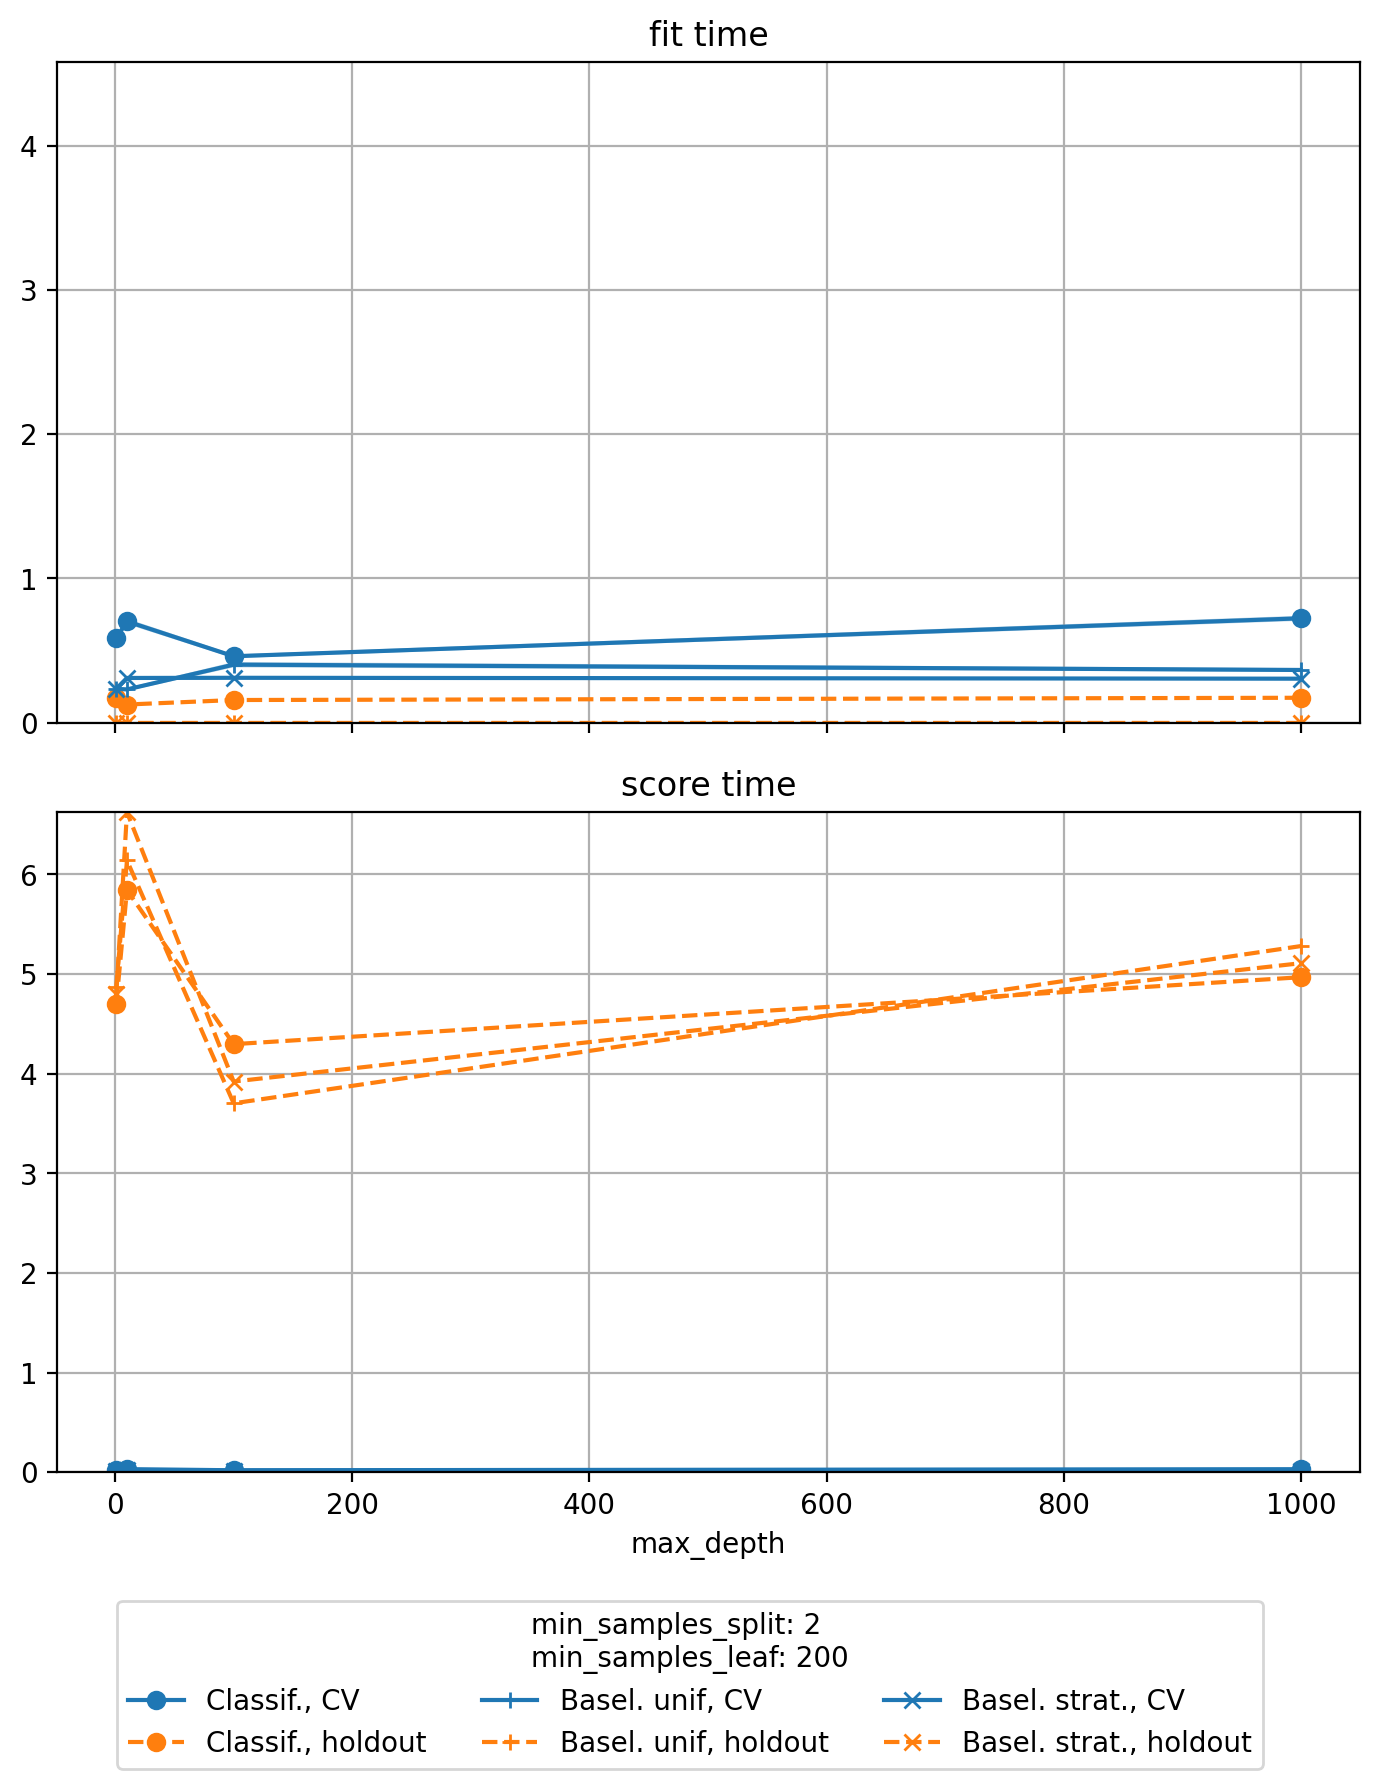 fit time
4
3
2
1
0
score time
6
5
4
3
2
1
0
0 200 400 600 800 1000
max_depth
min_samples_split: 2
min_samples_leaf: 200
Classif., CV Basel. unif, CV Basel. strat., CV
Classif., holdout Basel. unif, holdout Basel. strat., holdout